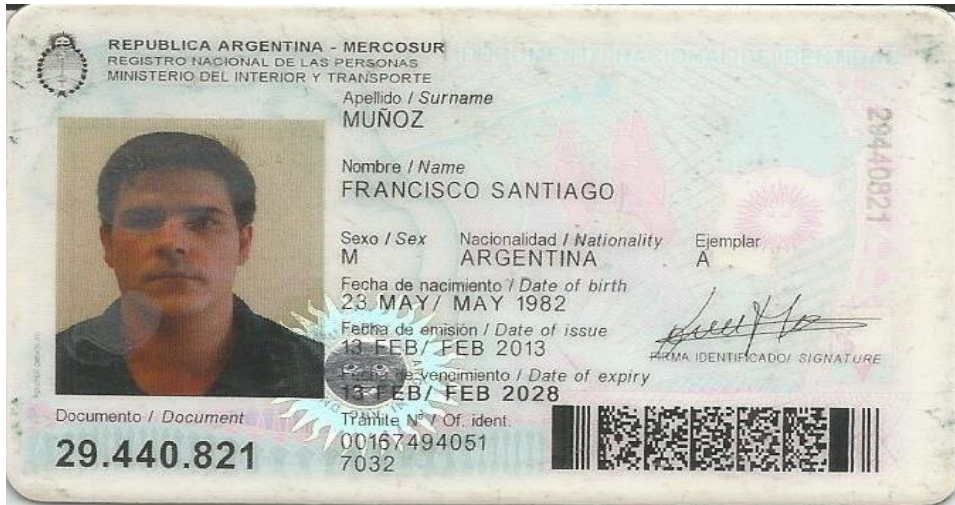 REPUBLICA ARGENTINA - MERCOSUR
REGISTRO NACIONAL DE LAS PERSONAS
MINISTERIO DEL INTERIOR Y TRANSPORTE
Apellido / Surname
MUÑOZ
Nombre / Name
FRANCISCO SANTIAGO
Sexo / Sex Nacionalidad / Nationality Ejemplar
M ARGENTINA A
Fecha de nacimiento / Date of birth
23 MAY/ MAY 1982
Fecha de emisión / Date of issue
13 FEB/ FEB 2013
FIRMA IDENTIFICADO/ SIGNATURE
Fecha de vencimiento / Date of expiry
13 FEB/ FEB 2028
Documento / Document
29.440.821
Tramite Nº / Of. ident.
00167494051
7032
29440821